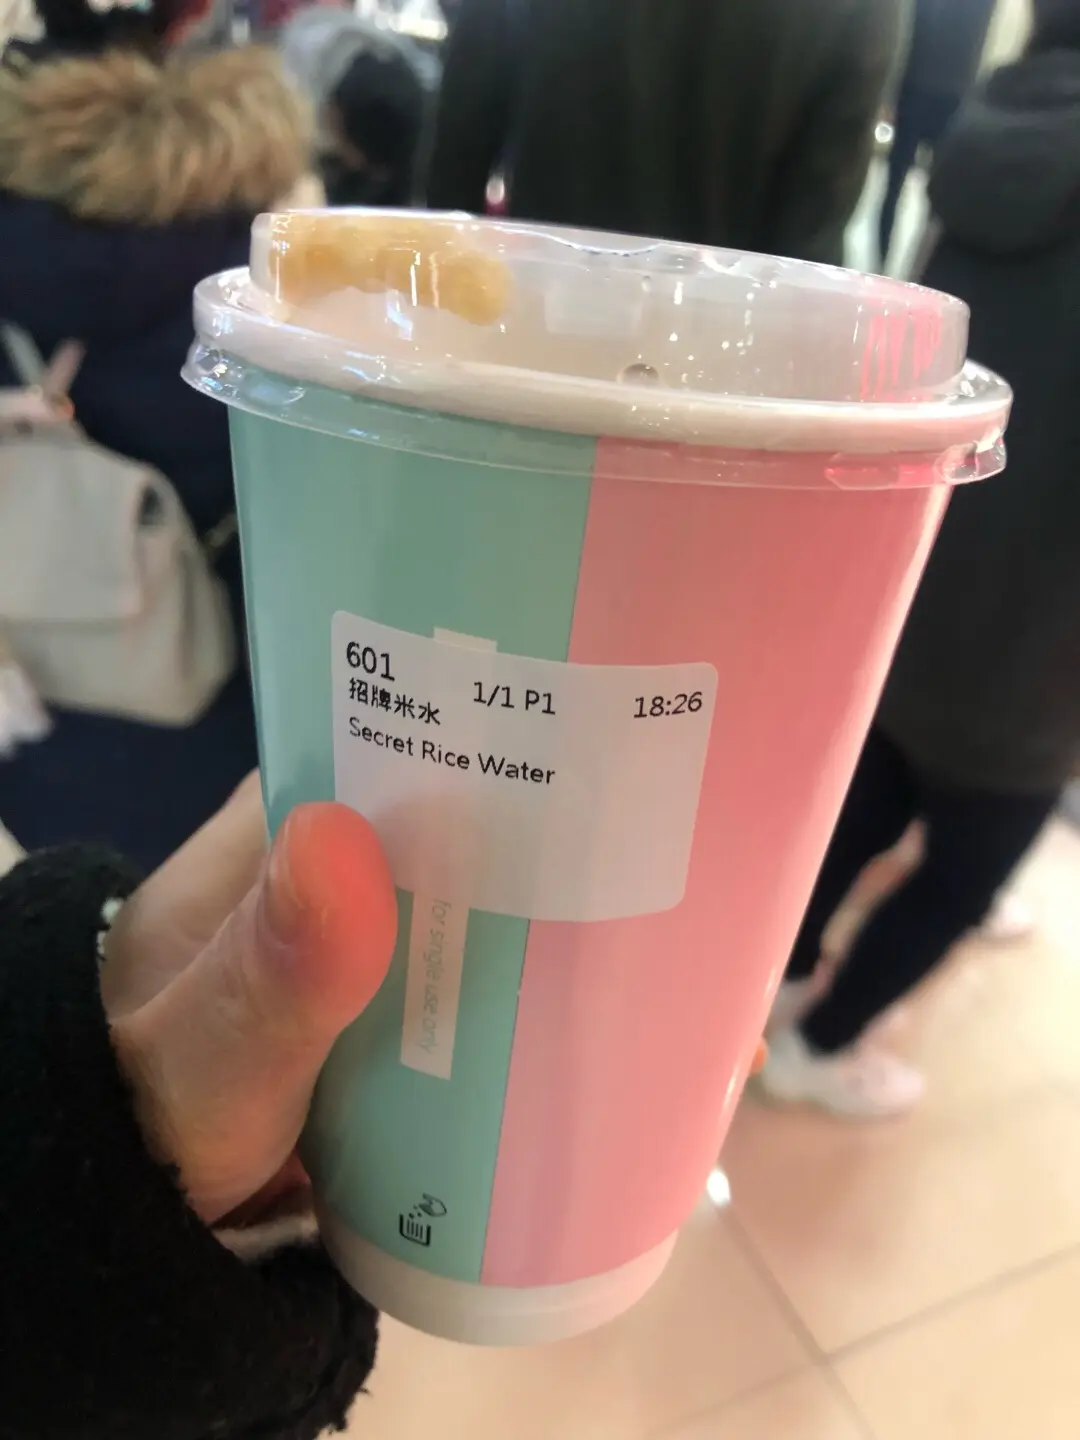 601 1/1 P1 18:26
招牌米水
Secret Rice Water
for single use only